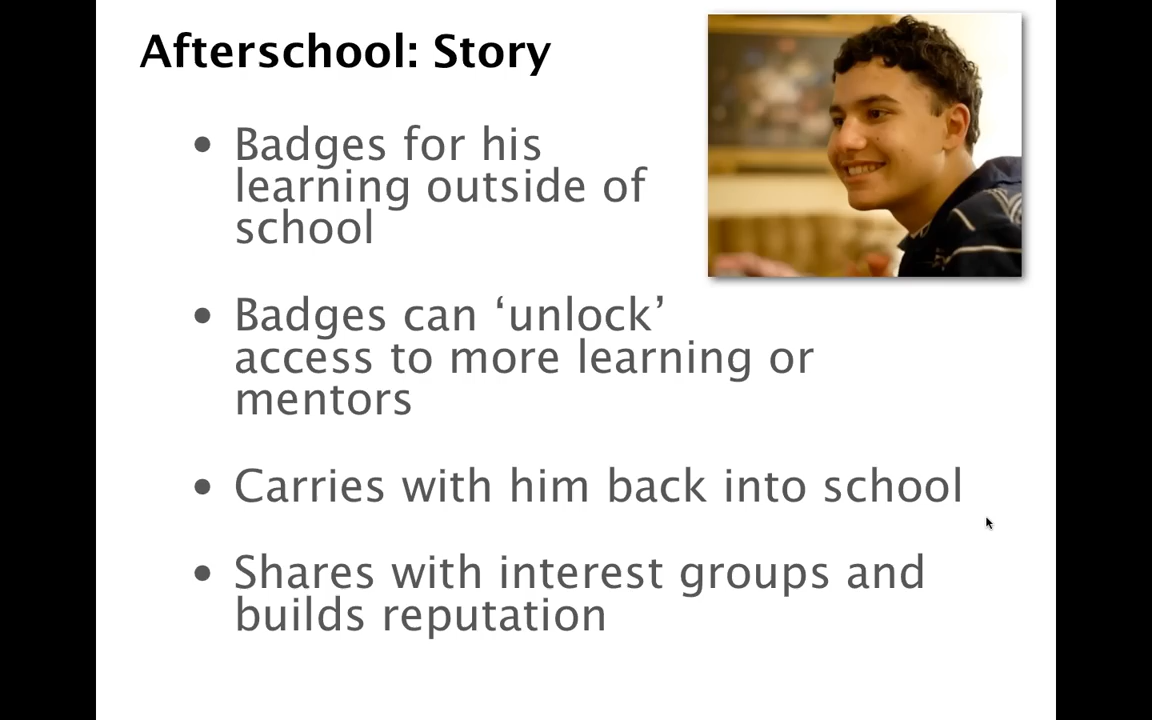 Afterschool: Story
• Badges for his
learning outside of
school
• Badges can ‘unlock’
access to more learning or
mentors
• Carries with him back into school
• Shares with interest groups and
builds reputation